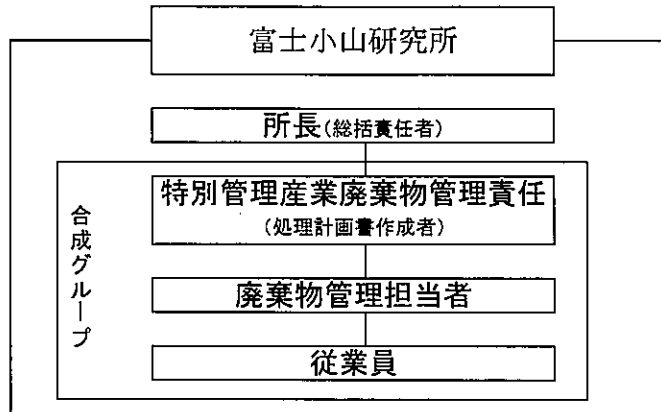 富士小山研究所
所長(総括責任者)
合成グループ
特別管理産業廃棄物管理責任
(処理計画書作成者)
廃棄物管理担当者
従業員